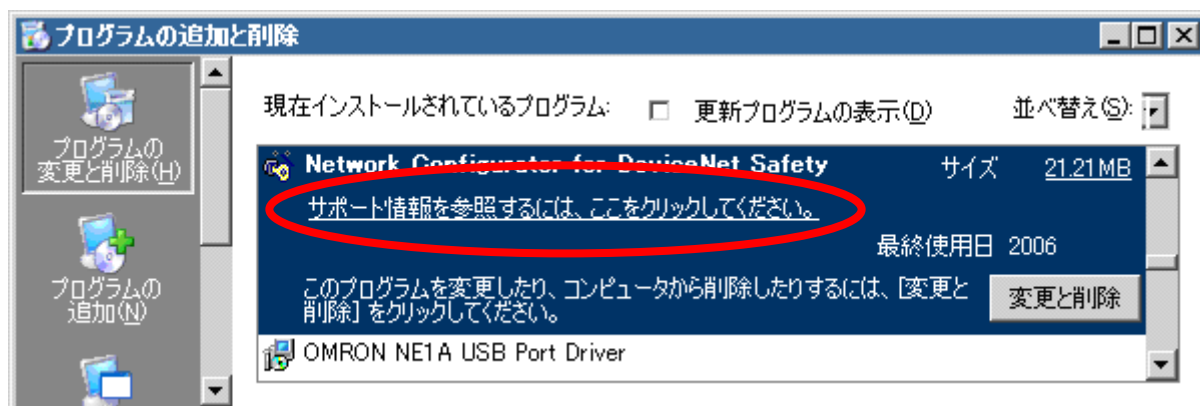 プログラムの追加と削除
現在インストールされているプログラム: 更新プログラムの表示(D) 並べ替え(S):
プログラムの
変更と削除(H)
Network Configurator for DeviceNet Safety サイズ 21.21MB
サポート情報を参照するには、ここをクリックしてください。
最終使用日 2006
プログラムの
追加(N)
このプログラムを変更したり、コンピュータから削除したりするには、[変更と
削除] をクリックしてください。
変更と削除
OMRON NE1A USB Port Driver